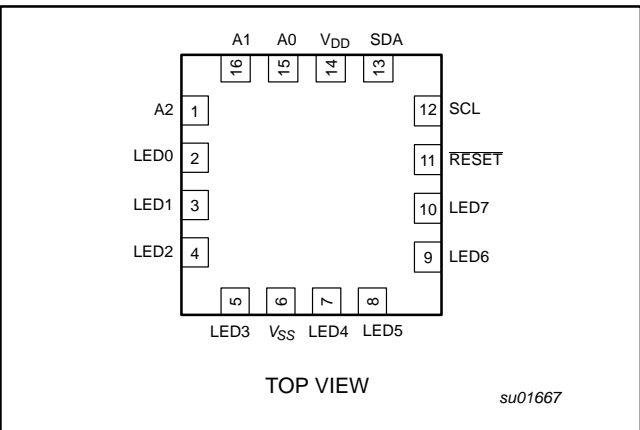 A1 A0 VDD SDA
16 15 14 13
A2 1 12 SCL
LED0 2 11 RESET
LED1 3 10 LED7
LED2 4 9 LED6
5 6 7 8
LED3 VSS LED4 LED5
TOP VIEW
su01667